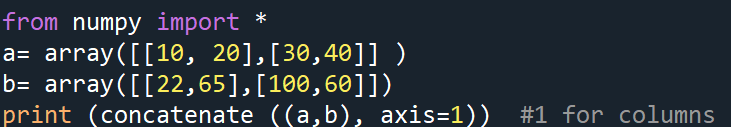 from numpy import *
a= array([[10, 20],[30,40]] )
b= array([[22,65],[100,60]])
print (concatenate ((a,b), axis=1))  #1 for columns